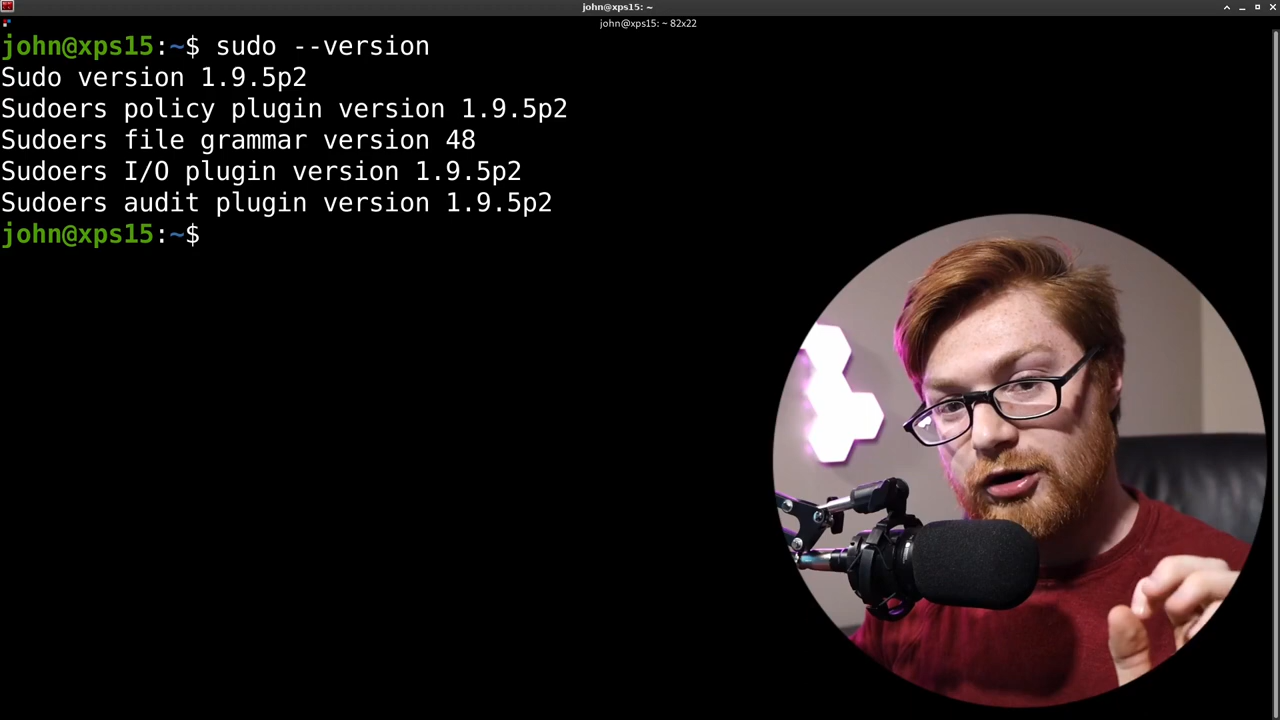 john@xps15: ~
john@xps15: ~ 82x22
john@xps15:~$ sudo --version
Sudo version 1.9.5p2
Sudoers policy plugin version 1.9.5p2
Sudoers file grammar version 48
Sudoers I/O plugin version 1.9.5p2
Sudoers audit plugin version 1.9.5p2
john@xps15:~$